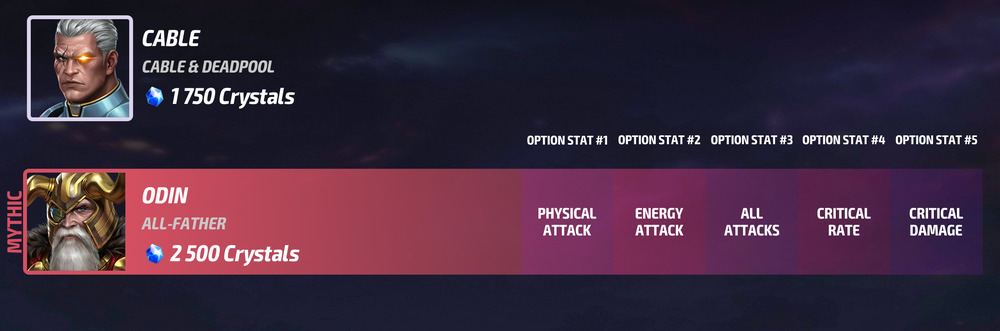 CABLE
CABLE & DEADPOOL
1 750 Crystals
OPTION STAT #1 OPTION STAT #2 OPTION STAT #3 OPTION STAT #4 OPTION STAT #5
MYTHIC
ODIN
ALL-FATHER
2 500 Crystals
PHYSICAL ATTACK
ENERGY ATTACK
ALL ATTACKS
CRITICAL RATE
CRITICAL DAMAGE